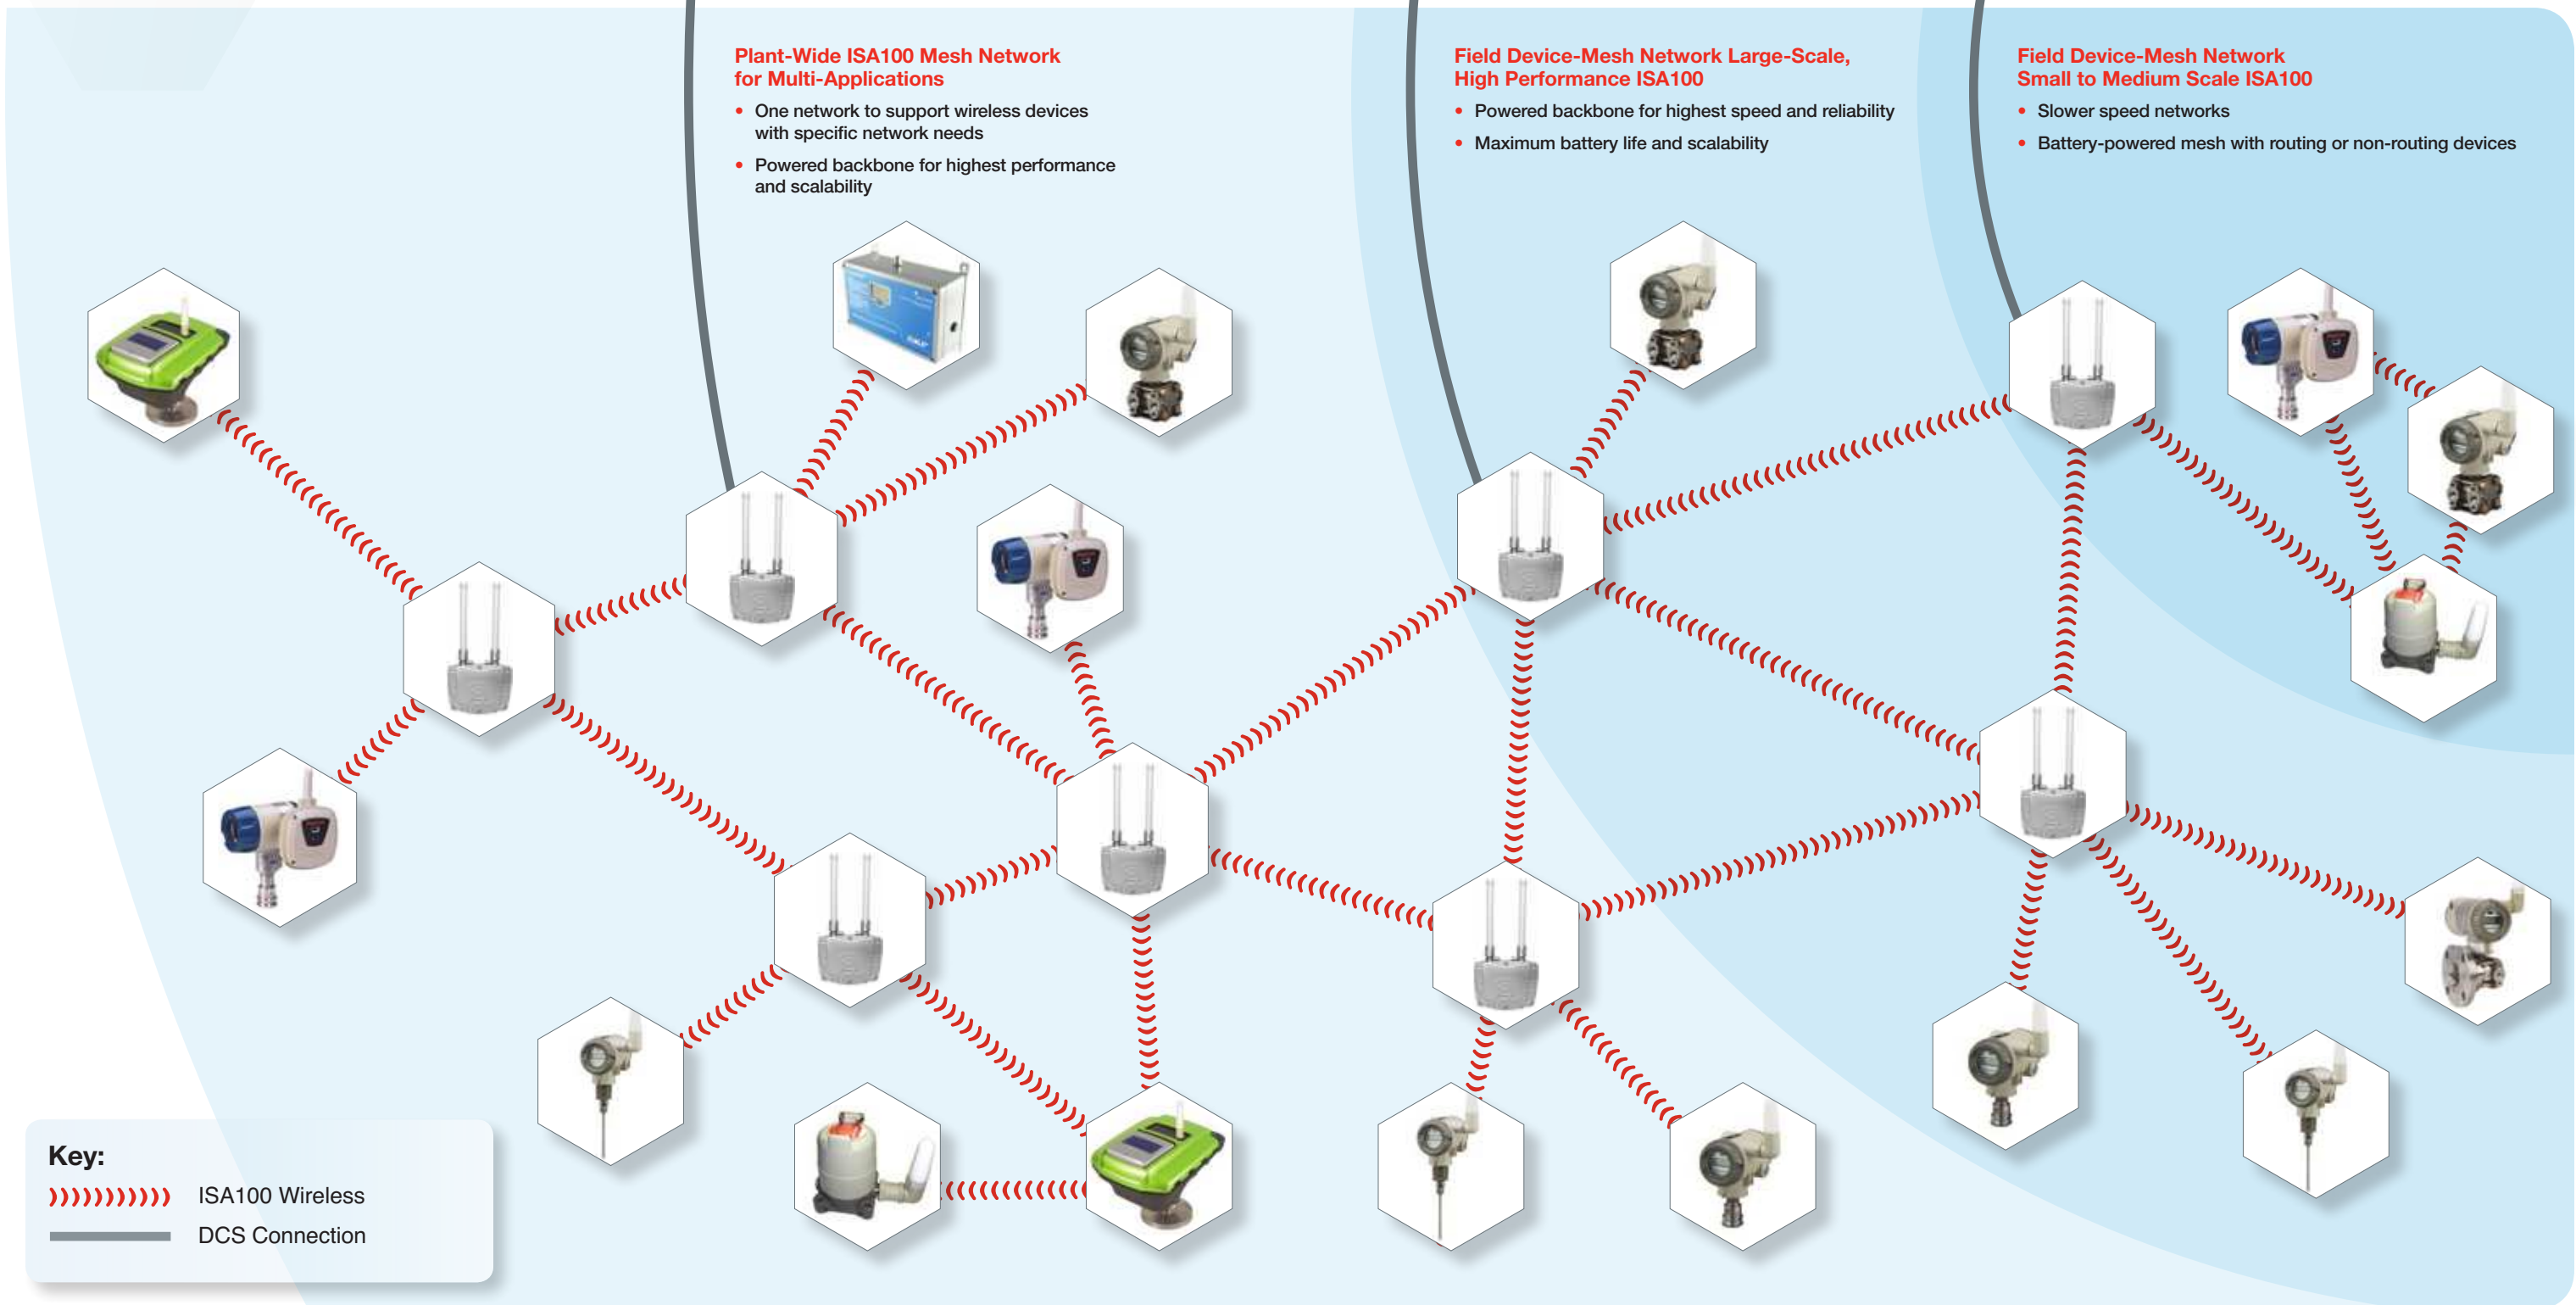 Plant-Wide ISA100 Mesh Network
for Multi-Applications
• One network to support wireless devices
with specific network needs
• Powered backbone for highest performance
and scalability
Field Device-Mesh Network Large-Scale,
High Performance ISA100
• Powered backbone for highest speed and reliability
• Maximum battery life and scalability
Field Device-Mesh Network
Small to Medium Scale ISA100
• Slower speed networks
• Battery-powered mesh with routing or non-routing devices
Key:
ISA100 Wireless
DCS Connection